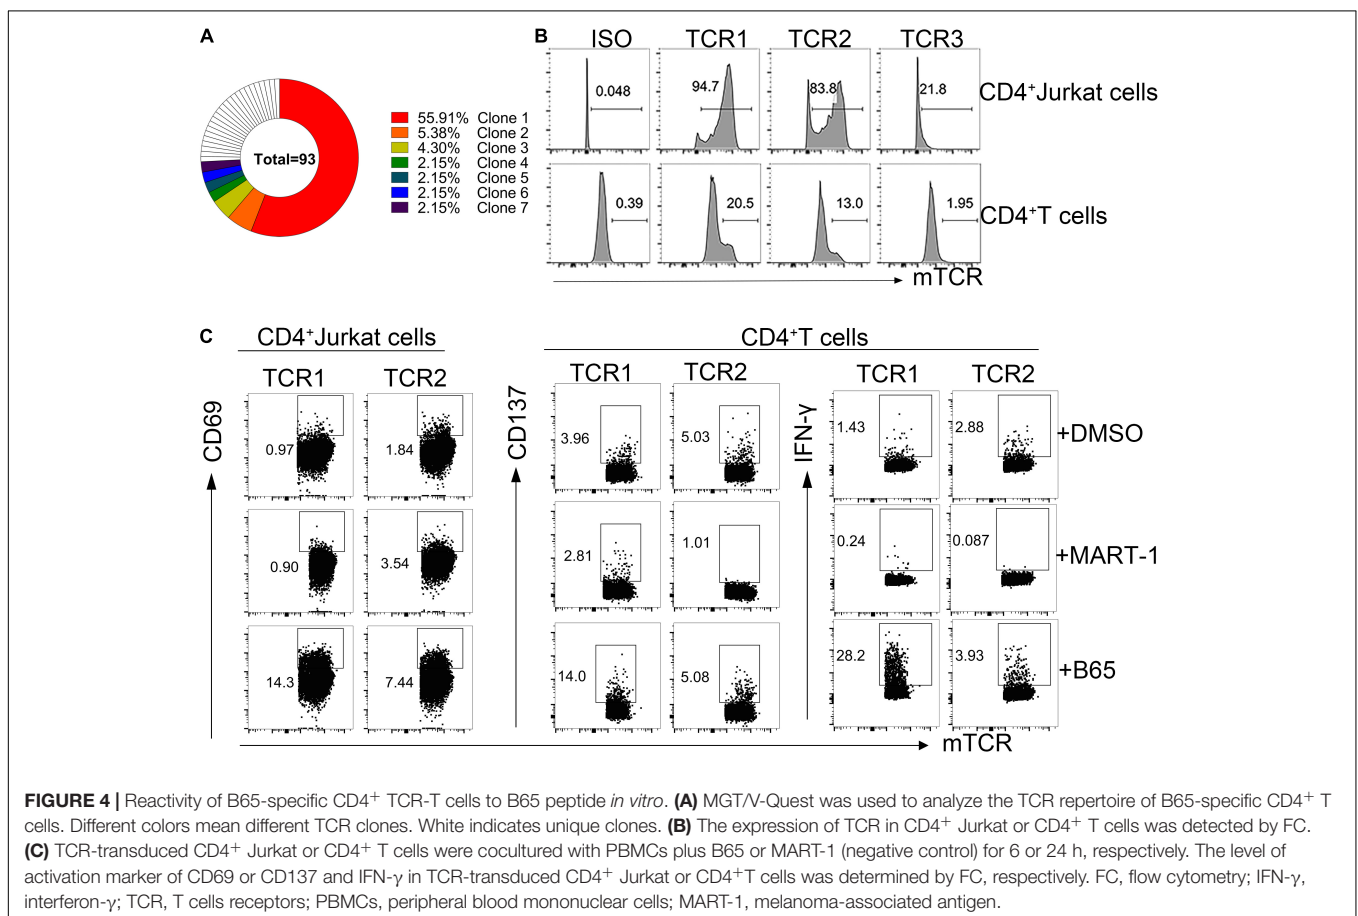 A
Total=93
55.91% Clone 1
5.38% Clone 2
4.30% Clone 3
2.15% Clone 4
2.15% Clone 5
2.15% Clone 6
2.15% Clone 7
B
ISO TCR1 TCR2 TCR3
0.048 94.7 83.8 21.8 CD4+Jurkat cells
0.39 20.5 13.0 1.95 CD4+T cells
mTCR
C
CD4+Jurkat cells CD4+T cells
TCR1 TCR2 TCR1 TCR2 TCR1 TCR2
CD69 CD137 IFN-γ
0.97 1.84 3.96 5.03 1.43 2.88 +DMSO
0.90 3.54 2.81 1.01 0.24 0.087 +MART-1
14.3 7.44 14.0 5.08 28.2 3.93 +B65
mTCR
FIGURE 4 | Reactivity of B65-specific CD4+ TCR-T cells to B65 peptide in vitro. (A) MGT/V-Quest was used to analyze the TCR repertoire of B65-specific CD4+ T
cells. Different colors mean different TCR clones. White indicates unique clones. (B) The expression of TCR in CD4+ Jurkat or CD4+ T cells was detected by FC.
(C) TCR-transduced CD4+ Jurkat or CD4+ T cells were cocultured with PBMCs plus B65 or MART-1 (negative control) for 6 or 24 h, respectively. The level of
activation marker of CD69 or CD137 and IFN-γ in TCR-transduced CD4+ Jurkat or CD4+T cells was determined by FC, respectively. FC, flow cytometry; IFN-γ,
interferon-γ; TCR, T cells receptors; PBMCs, peripheral blood mononuclear cells; MART-1, melanoma-associated antigen.